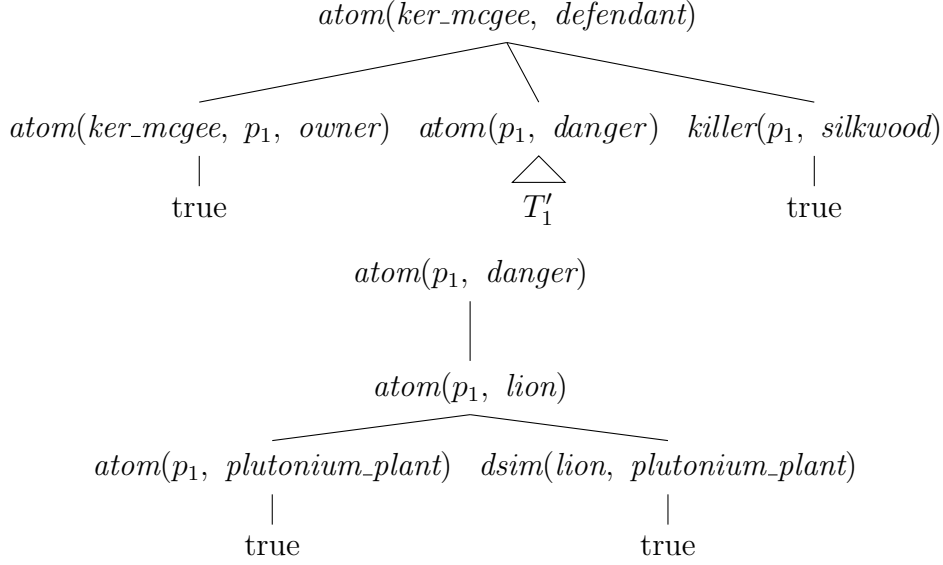 atom(ker_mcgee, defendant)
atom(ker_mcgee, p₁, owner) atom(p₁, danger) killer(p₁, silkwood)
true T′₁ true
atom(p₁, danger)
atom(p₁, lion)
atom(p₁, plutonium_plant) dsim(lion, plutonium_plant)
true true